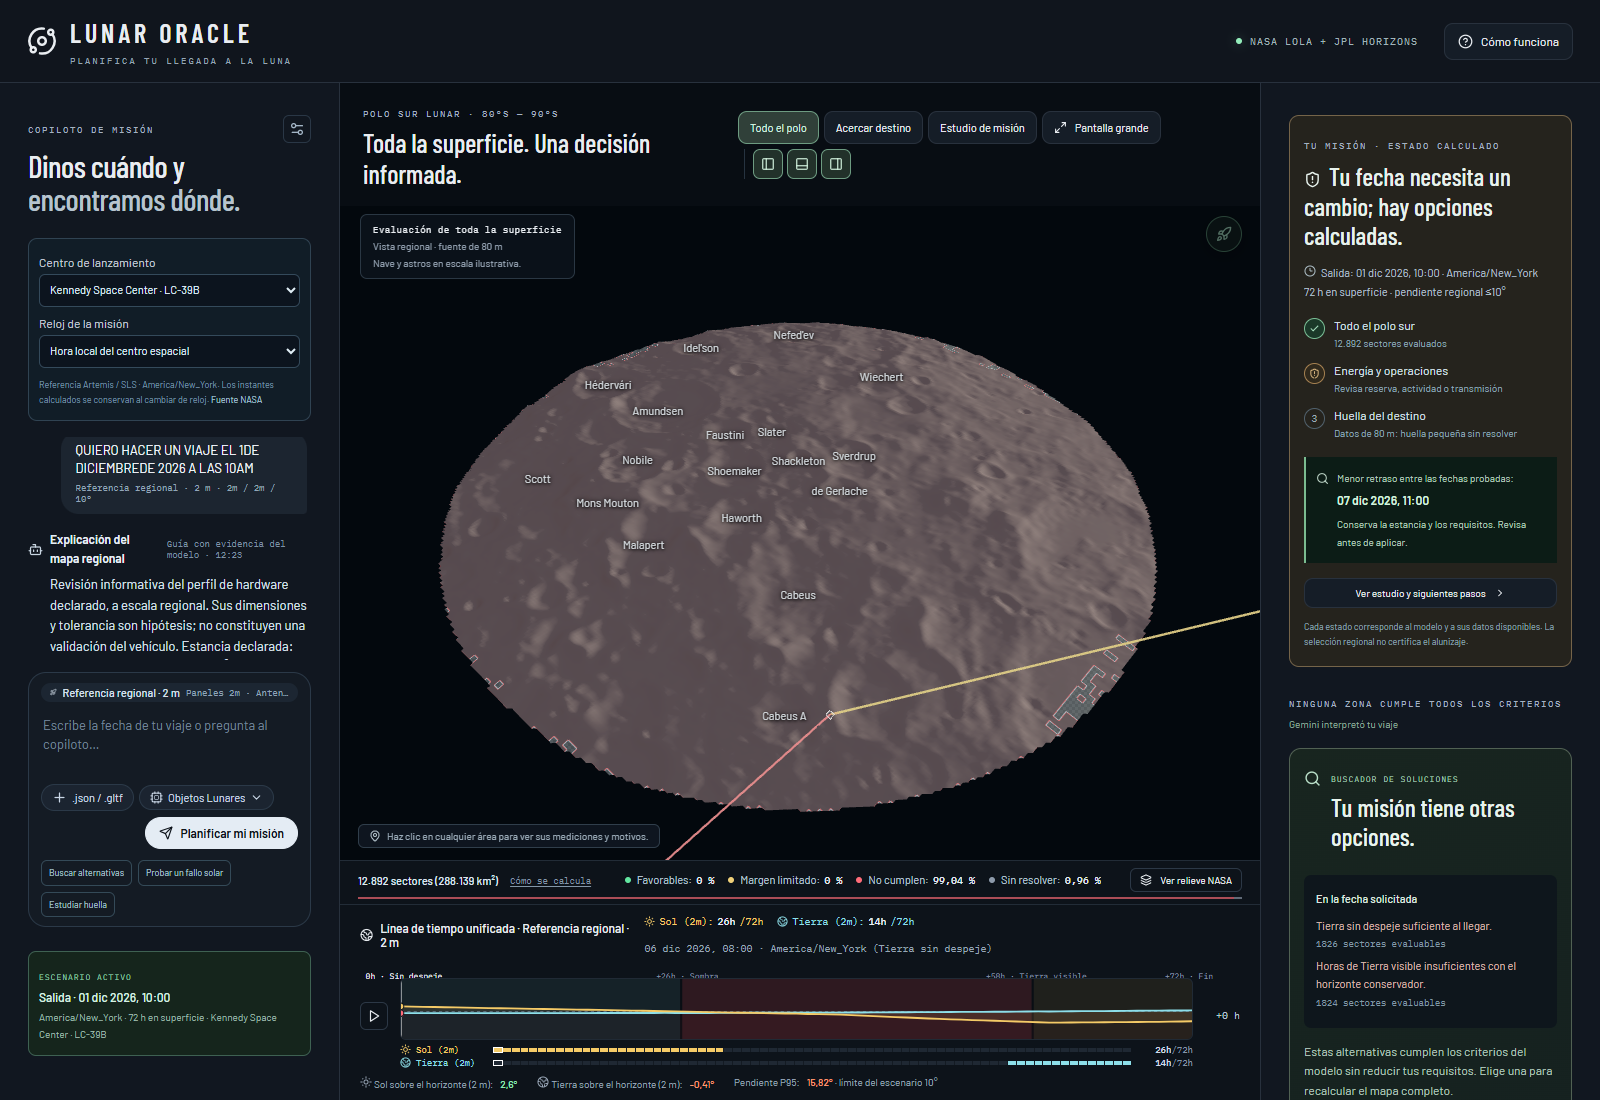 LUNAR ORACLE
PLANIFICA TU LLEGADA A LA LUNA
NASA LOLA + JPL HORIZONS
Cómo funciona
COPILOTO DE MISIÓN
Dinos cuándo y
encontramos dónde.
Centro de lanzamiento
Kennedy Space Center · LC-39B
Reloj de la misión
Hora local del centro espacial
Referencia Artemis / SLS · America/New_York. Los instantes
calculados se conservan al cambiar de reloj. Fuente NASA
QUIERO HACER UN VIAJE EL 1DE
DICIEMBREDE 2026 A LAS 10AM
Referencia regional · 2 m · 2m / 2m /
10°
Explicación del
mapa regional
Guía con evidencia del
modelo · 12:23
Revisión informativa del perfil de hardware
declarado, a escala regional. Sus dimensiones
y tolerancia son hipótesis; no constituyen una
validación del vehículo. Estancia declarada:
Referencia regional · 2 m Paneles 2m · Anten…
Escribe la fecha de tu viaje o pregunta al
copiloto...
.json / .gltf
Objetos Lunares
Planificar mi misión
Buscar alternativas
Probar un fallo solar
Estudiar huella
ESCENARIO ACTIVO
Salida · 01 dic 2026, 10:00
America/New_York · 72 h en superficie · Kennedy Space
Center · LC-39B
POLO SUR LUNAR · 80°S — 90°S
Toda la superficie. Una decisión
informada.
Todo el polo
Acercar destino
Estudio de misión
Pantalla grande
Evaluación de toda la superficie
Vista regional · fuente de 80 m
Nave y astros en escala ilustrativa.
Nefed'ev
Idel'son
Wiechert
Hédervári
Amundsen
Slater
Faustini
Sverdrup
Nobile
Shackleton
Shoemaker
Scott
de Gerlache
Mons Mouton
Haworth
Malapert
Cabeus
Cabeus A
Haz clic en cualquier área para ver sus mediciones y motivos.
12.892 sectores (288.139 km²)
Cómo se calcula
Favorables: 0 %
Margen limitado: 0 %
No cumplen: 99,04 %
Sin resolver: 0,96 %
Ver relieve NASA
Línea de tiempo unificada · Referencia regional ·
2 m
Sol (2m): 26h /72h
Tierra (2m): 14h /72h
06 dic 2026, 08:00 · America/New_York (Tierra sin despeje)
0h · Sin despeje
+26h · Sombra
+58h · Tierra visible
+72h · Fin
+0 h
Sol (2m)
26h/72h
Tierra (2m)
14h/72h
Sol sobre el horizonte (2 m): 2,6°
Tierra sobre el horizonte (2 m): -0,41°
Pendiente P95: 15,82° · límite del escenario 10°
TU MISIÓN · ESTADO CALCULADO
Tu fecha necesita un
cambio; hay opciones
calculadas.
Salida: 01 dic 2026, 10:00 · America/New_York
72 h en superficie · pendiente regional ≤10°
Todo el polo sur
12.892 sectores evaluados
Energía y operaciones
Revisa reserva, actividad o transmisión
3
Huella del destino
Datos de 80 m: huella pequeña sin resolver
Menor retraso entre las fechas probadas:
07 dic 2026, 11:00
Conserva la estancia y los requisitos. Revisa
antes de aplicar.
Ver estudio y siguientes pasos
Cada estado corresponde al modelo y a sus datos disponibles. La
selección regional no certifica el alunizaje.
NINGUNA ZONA CUMPLE TODOS LOS CRITERIOS
Gemini interpretó tu viaje
BUSCADOR DE SOLUCIONES
Tu misión tiene otras
opciones.
En la fecha solicitada
Tierra sin despeje suficiente al llegar.
1826 sectores evaluables
Horas de Tierra visible insuficientes con el
horizonte conservador.
1824 sectores evaluables
Estas alternativas cumplen los criterios del
modelo sin reducir tus requisitos. Elige una para
recalcular el mapa completo.